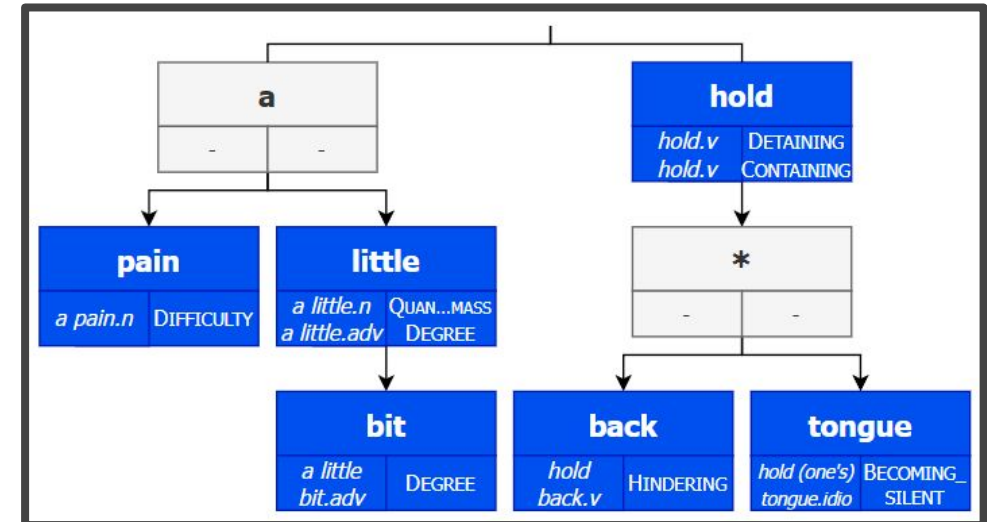 a
- -
hold
hold.v DETAINING
hold.v CONTAINING
pain
a pain.n DIFFICULTY
little
a little.n QUAN...MASS
a little.adv DEGREE
*
- -
bit
a little
bit.adv
DEGREE
back
hold
back.v
HINDERING
tongue
hold (one's)
tongue.idio
BECOMING_
SILENT